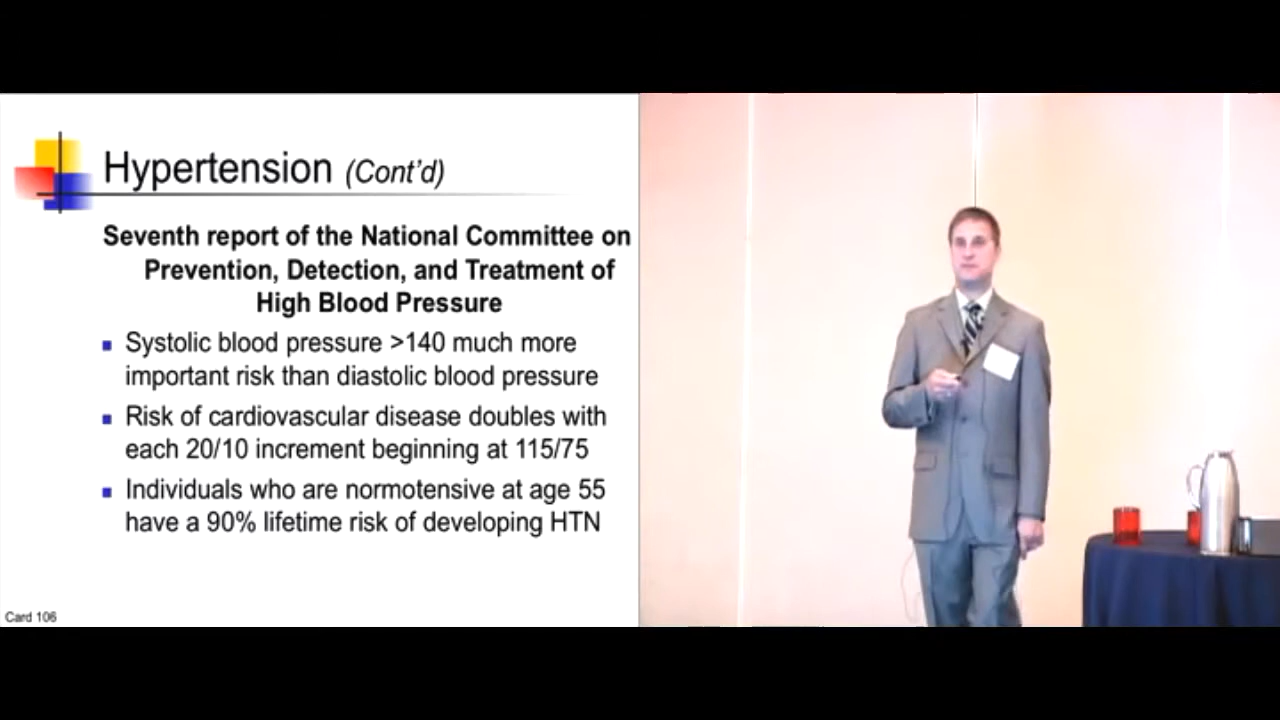 Hypertension (Cont'd)
Seventh report of the National Committee on
Prevention, Detection, and Treatment of
High Blood Pressure
Systolic blood pressure >140 much more
important risk than diastolic blood pressure
Risk of cardiovascular disease doubles with
each 20/10 increment beginning at 115/75
Individuals who are normotensive at age 55
have a 90% lifetime risk of developing HTN
Card 106